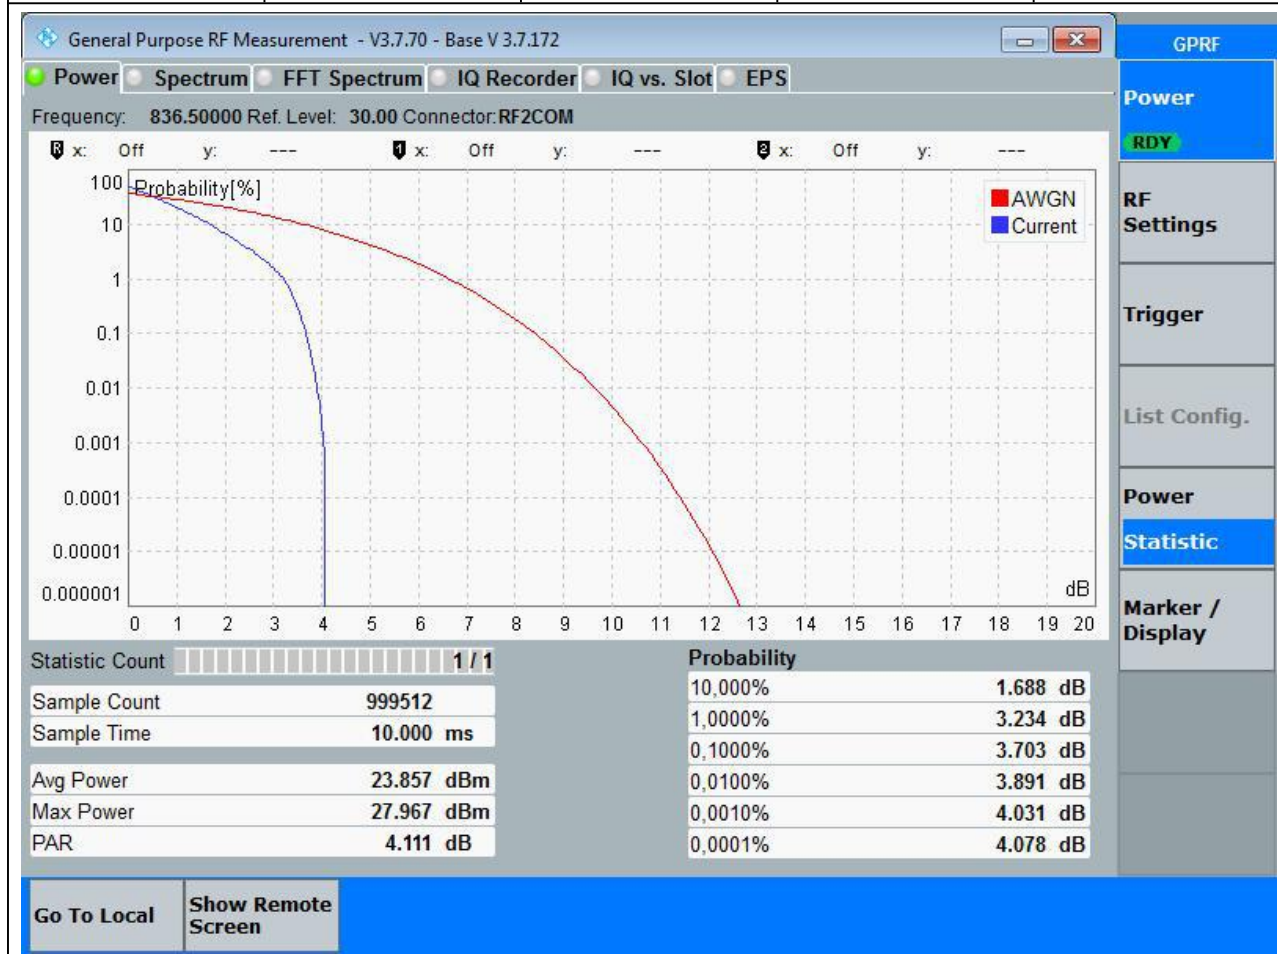 General Purpose RF Measurement - V3.7.70 - Base V 3.7.172
GPRF
Power Spectrum FFT Spectrum IQ Recorder IQ vs. Slot EPS
Frequency: 836.50000 Ref. Level: 30.00 Connector: RF2COM
R x: Off y: --- 1 x: Off y: --- 2 x: Off y: ---
Probability[%]
AWGN
Current
100
10
1
0.1
0.01
0.001
0.0001
0.00001
0.000001
dB
0 1 2 3 4 5 6 7 8 9 10 11 12 13 14 15 16 17 18 19 20
Statistic Count 1 / 1
Sample Count 999512
Sample Time 10.000 ms
Avg Power 23.857 dBm
Max Power 27.967 dBm
PAR 4.111 dB
Probability
10,000% 1.688 dB
1,0000% 3.234 dB
0,1000% 3.703 dB
0,0100% 3.891 dB
0,0010% 4.031 dB
0,0001% 4.078 dB
Power
RDY
RF
Settings
Trigger
List Config.
Power
Statistic
Marker /
Display
Go To Local
Show Remote
Screen